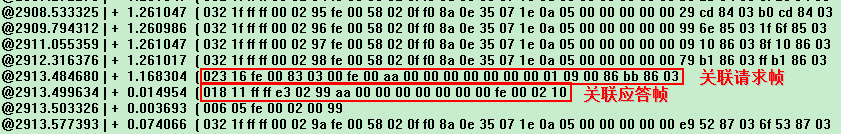 @2908.533325| + 1.261047 [ 032 1f ff ff 00 02 95 fe 00 58 02 0f f0 8a 0e 35 07 1e 0a 05 00 00 00 00 00 29 cd 84 03 b0 cd 84 03
@2909.794312| + 1.260986 [ 032 1f ff ff 00 02 96 fe 00 58 02 0f f0 8a 0e 35 07 1e 0a 05 00 00 00 00 00 99 6e 85 03 1f 6f 85 03
@2911.055359| + 1.261047 [ 032 1f ff ff 00 02 97 fe 00 58 02 0f f0 8a 0e 35 07 1e 0a 05 00 00 00 00 00 09 10 86 03 8f 10 86 03
@2912.316376| + 1.261017 [ 032 1f ff ff 00 02 98 fe 00 58 02 0f f0 8a 0e 35 07 1e 0a 05 00 00 00 00 00 79 b1 86 03 ff b1 86 03
@2913.484680| + 1.168304 [ 023 16 fe 00 83 03 00 fe 00 aa 00 00 00 00 00 00 00 01 09 00 86 bb 86 03 关联请求帧
@2913.499634| + 0.014954 [ 018 11 ff ff e3 02 99 aa 00 00 00 00 00 00 00 fe 00 02 10 关联应答帧
@2913.503326| + 0.003693 [ 006 05 fe 00 02 00 99
@2913.577393| + 0.074066 [ 032 1f ff ff 00 02 9a fe 00 58 02 0f f0 8a 0e 35 07 1e 0a 05 00 00 00 00 00 e9 52 87 03 6f 53 87 03